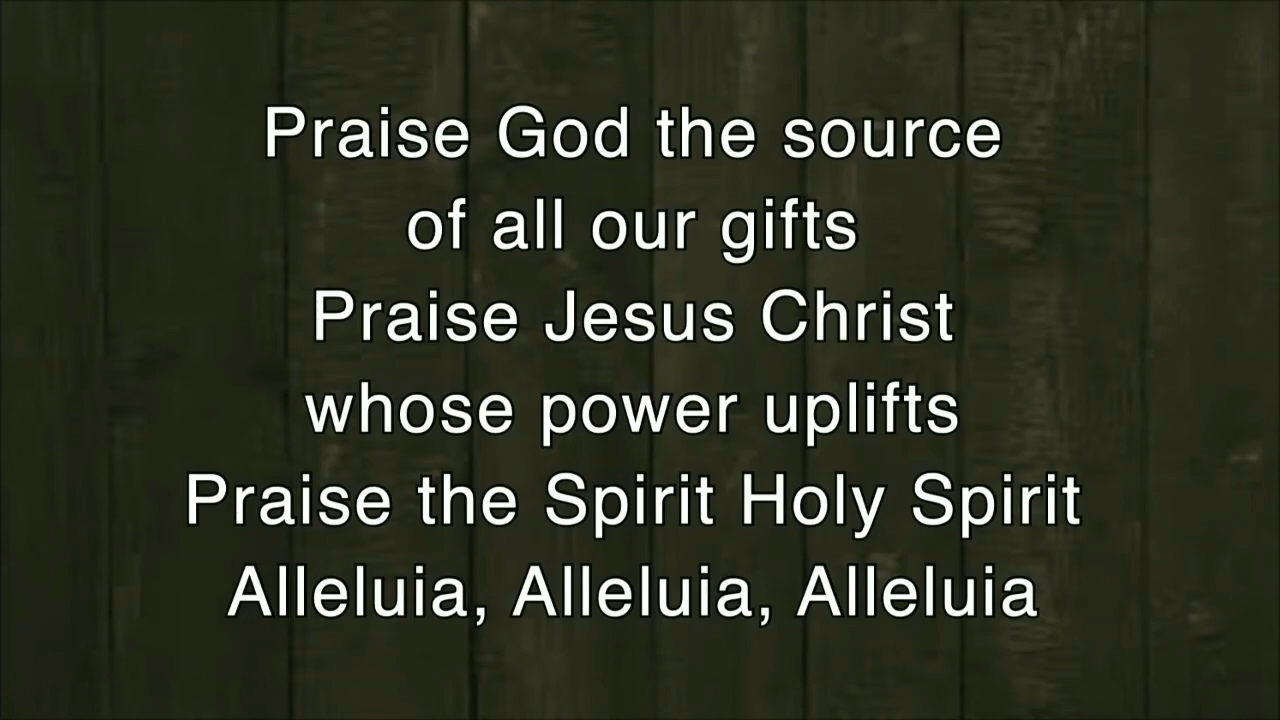 Praise God the source
of all our gifts
Praise Jesus Christ
whose power uplifts
Praise the Spirit Holy Spirit
Alleluia, Alleluia, Alleluia